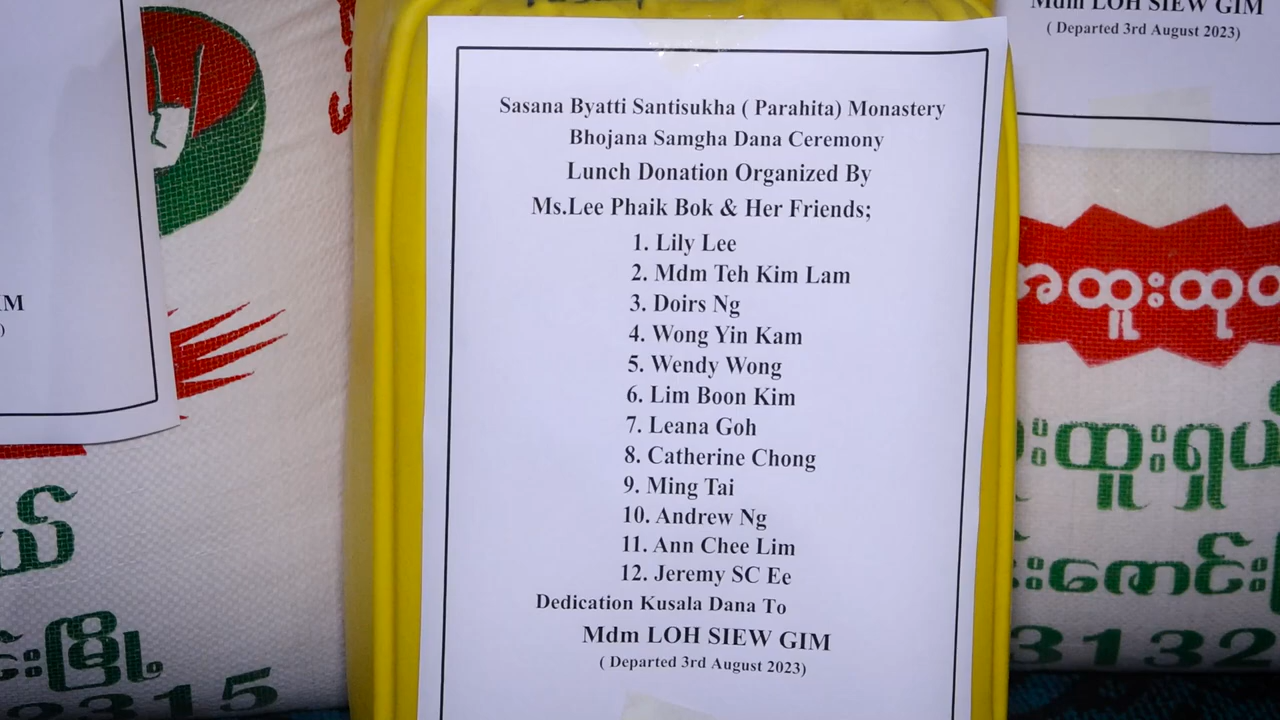 Sasana Byatti Santisukha ( Parahita) Monastery
Bhojana Samgha Dana Ceremony
Lunch Donation Organized By
Ms.Lee Phaik Bok & Her Friends;
1. Lily Lee
2. Mdm Teh Kim Lam
3. Doirs Ng
4. Wong Yin Kam
5. Wendy Wong
6. Lim Boon Kim
7. Leana Goh
8. Catherine Chong
9. Ming Tai
10. Andrew Ng
11. Ann Chee Lim
12. Jeremy SC Ee
Dedication Kusala Dana To
Mdm LOH SIEW GIM
( Departed 3rd August 2023)
Mdm LOH SIEW GIM
( Departed 3rd August 2023)
IM
)
3132
2315